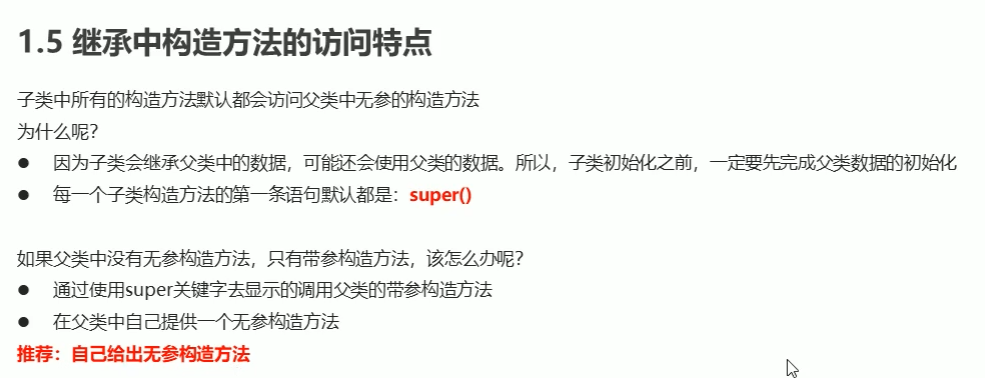 1.5 继承中构造方法的访问特点
子类中所有的构造方法默认都会访问父类中无参的构造方法
为什么呢？
● 因为子类会继承父类中的数据，可能还会使用父类的数据。所以，子类初始化之前，一定要先完成父类数据的初始化
● 每一个子类构造方法的第一条语句默认都是：super()
如果父类中没有无参构造方法，只有带参构造方法，该怎么办呢？
● 通过使用super关键字去显示的调用父类的带参构造方法
● 在父类中自己提供一个无参构造方法
推荐：自己给出无参构造方法